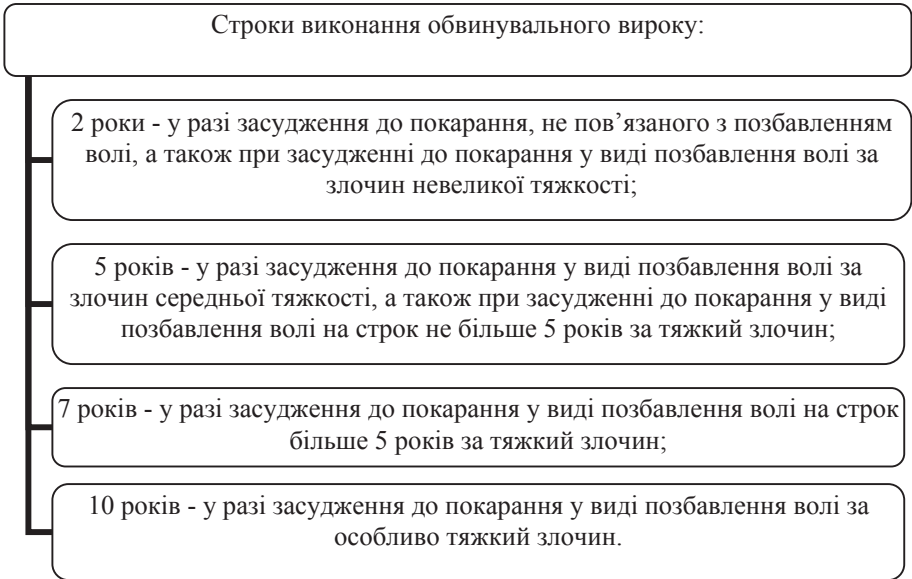 Строки виконання обвинувального вироку:
2 роки - у разі засудження до покарання, не пов’язаного з позбавленням
волі, а також при засудженні до покарання у виді позбавлення волі за
злочин невеликої тяжкості;
5 років - у разі засудження до покарання у виді позбавлення волі за
злочин середньої тяжкості, а також при засудженні до покарання у виді
позбавлення волі на строк не більше 5 років за тяжкий злочин;
7 років - у разі засудження до покарання у виді позбавлення волі на строк
більше 5 років за тяжкий злочин;
10 років - у разі засудження до покарання у виді позбавлення волі за
особливо тяжкий злочин.